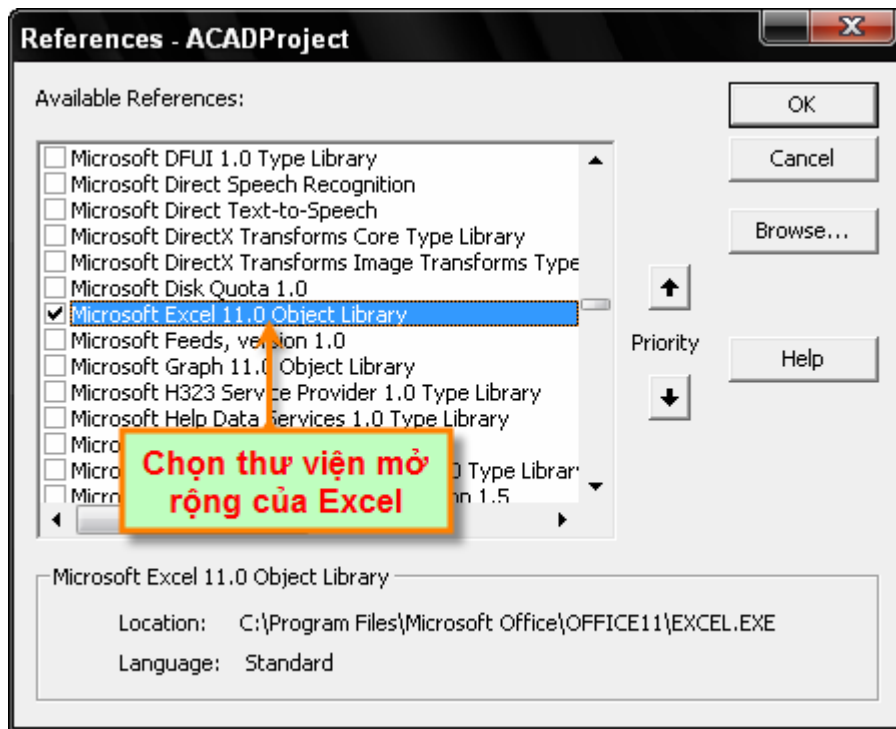 References - ACADProject
Available References:
Microsoft DFUI 1.0 Type Library
Microsoft Direct Speech Recognition
Microsoft Direct Text-to-Speech
Microsoft DirectX Transforms Core Type Library
Microsoft DirectX Transforms Image Transforms Type
Microsoft Disk Quota 1.0
Microsoft Excel 11.0 Object Library
Microsoft Feeds, version 1.0
Microsoft Graph 11.0 Object Library
Microsoft H323 Service Provider 1.0 Type Library
Microsoft Help Data Services 1.0 Type Library
Type
1.5
Chọn thư viện mở
rộng của Excel
OK
Cancel
Browse...
Priority
Help
Microsoft Excel 11.0 Object Library
Location: C:\Program Files\Microsoft Office\OFFICE11\EXCEL.EXE
Language: Standard